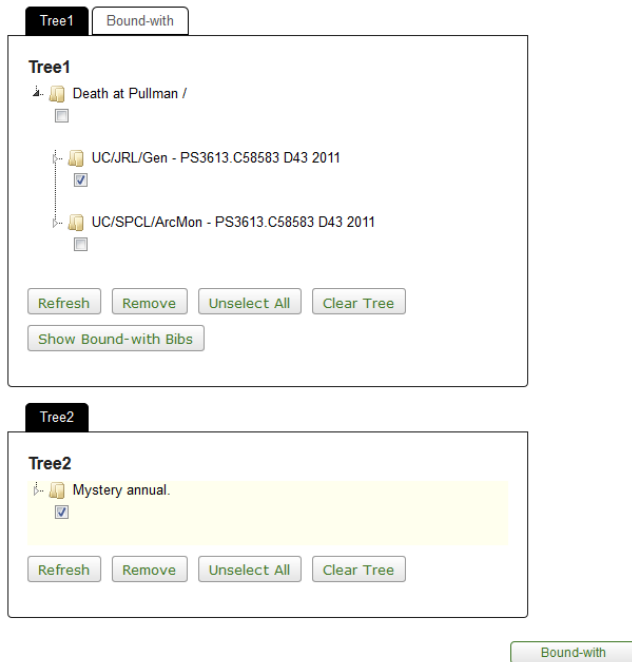 Tree1 Bound-with
Tree1
Death at Pullman /
UC/JRL/Gen - PS3613.C58583 D43 2011
UC/SPCL/ArcMon - PS3613.C58583 D43 2011
Refresh Remove Unselect All Clear Tree
Show Bound-with Bibs
Tree2
Tree2
Mystery annual.
Refresh Remove Unselect All Clear Tree
Bound-with